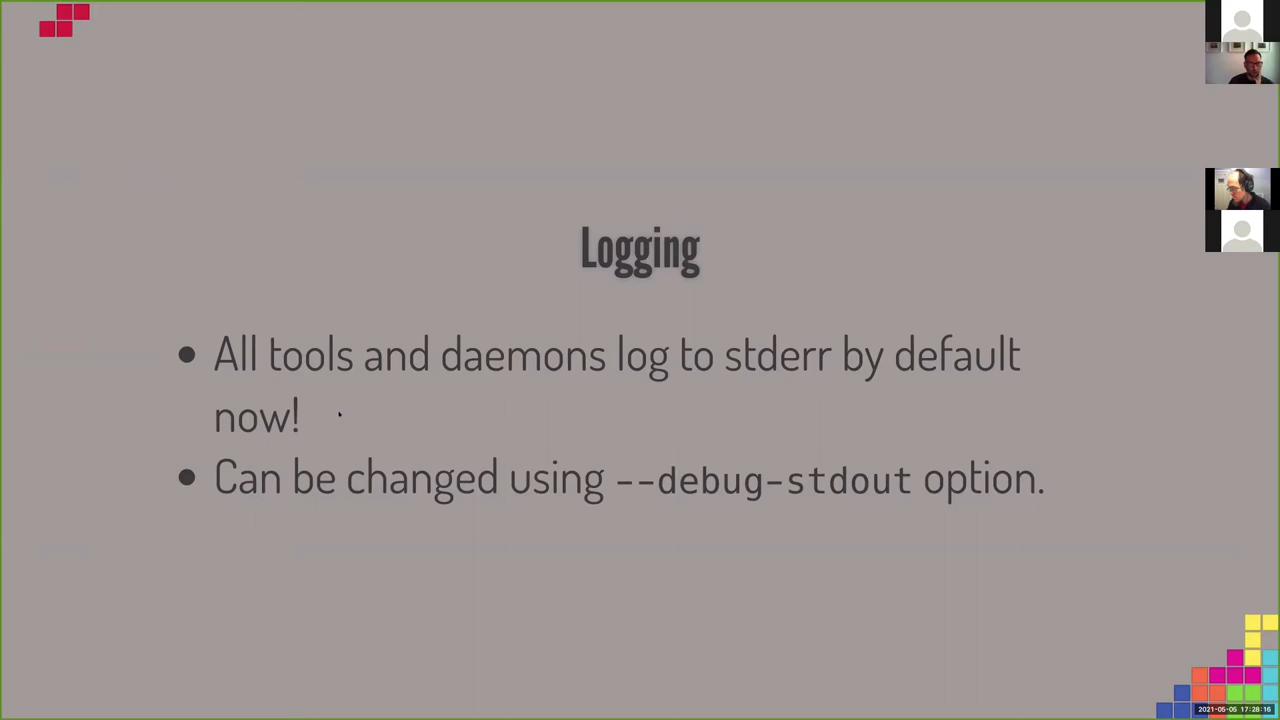 Logging
All tools and daemons log to stderr by default
now!
Can be changed using --debug-stdout option.
2021-05-05 17:28:16